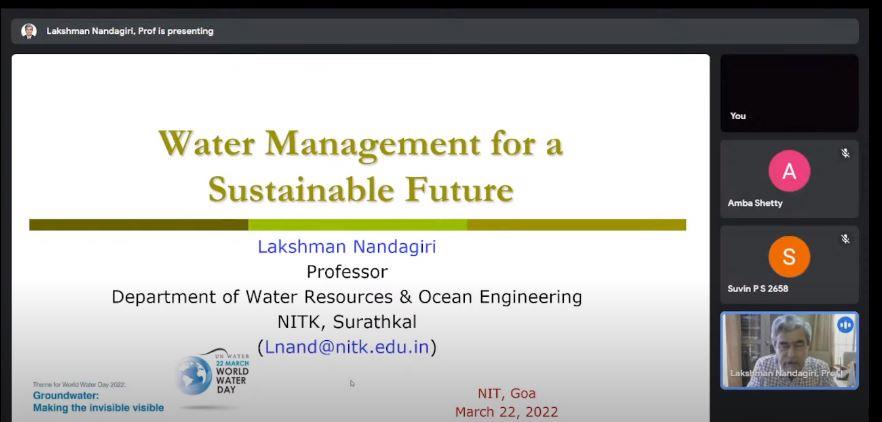 Lakshman Nandagiri, Prof is presenting
Water Management for a
Sustainable Future
Lakshman Nandagiri
Professor
Department of Water Resources & Ocean Engineering
NITK, Surathkal
(Lnand@nitk.edu.in)
UN WATER
22 MARCH
WORLD
WATER
DAY
Theme for World Water Day 2022:
Groundwater:
Making the invisible visible
NIT, Goa
March 22, 2022
You
A
Amba Shetty
S
Suvin P S 2658
Lakshman Nandagiri, Prof